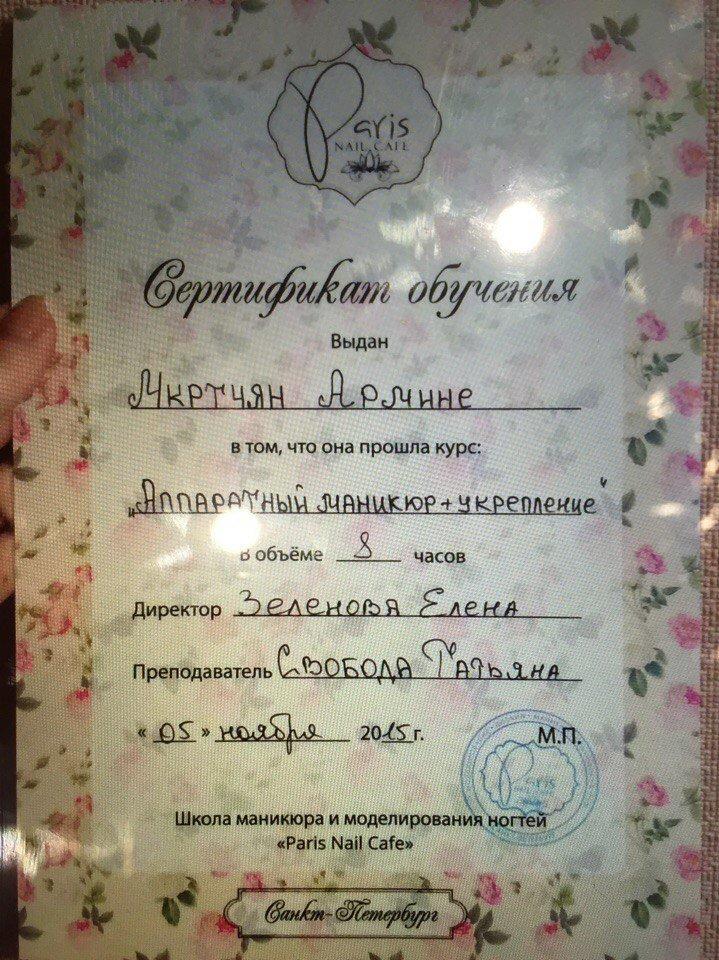 Paris
NAIL CAFE
Сертификат обучения
Выдан
Мкртчян Армине
в том, что она прошла курс:
„Аппаратный маникюр+укрепление"
в объёме 8 часов
Директор Зеленова Елена
Преподаватель Свобода Татьяна
« 05 » ноября 2015 г.
М.П.
Paris
Школа маникюра и моделирования ногтей
«Paris Nail Cafe»
Санкт-Петербург